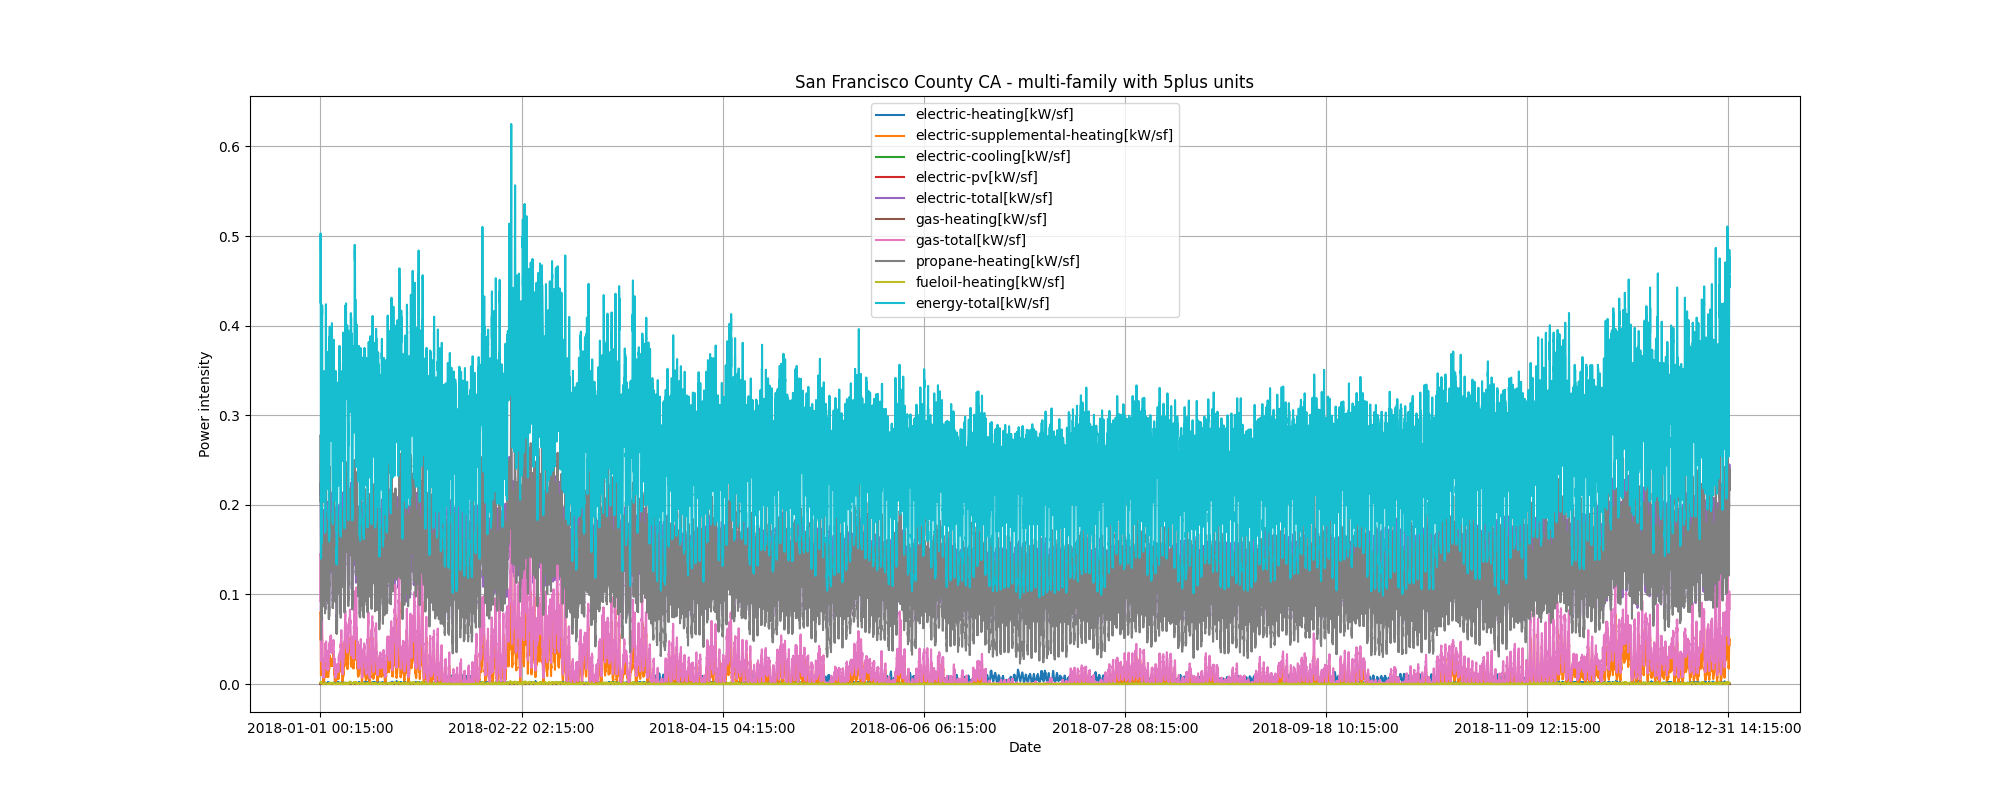 San Francisco County CA - multi-family with 5plus units
electric-heating[kW/sf]
electric-supplemental-heating[kW/sf]
electric-cooling[kW/sf]
electric-pv[kW/sf]
electric-total[kW/sf]
gas-heating[kW/sf]
gas-total[kW/sf]
propane-heating[kW/sf]
fueloil-heating[kW/sf]
energy-total[kW/sf]
Power intensity
0.6
0.5
0.4
0.3
0.2
0.1
0.0
2018-01-01 00:15:00 2018-02-22 02:15:00 2018-04-15 04:15:00 2018-06-06 06:15:00 2018-07-28 08:15:00 2018-09-18 10:15:00 2018-11-09 12:15:00 2018-12-31 14:15:00
Date